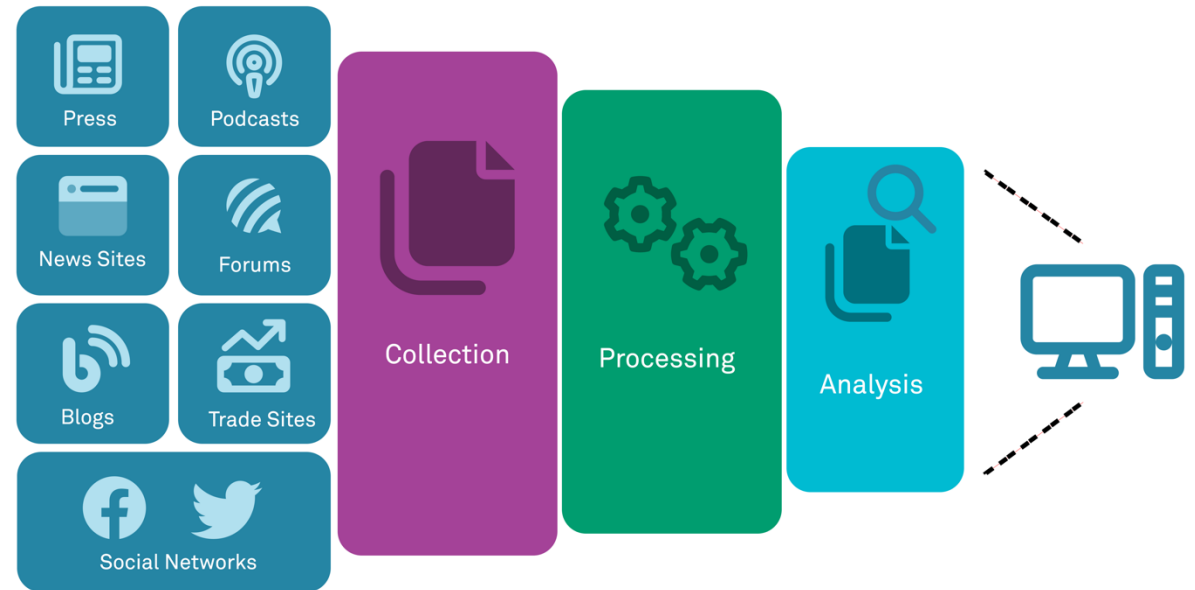 Press
Podcasts
News Sites
Forums
Blogs
Trade Sites
Social Networks
Collection
Processing
Analysis